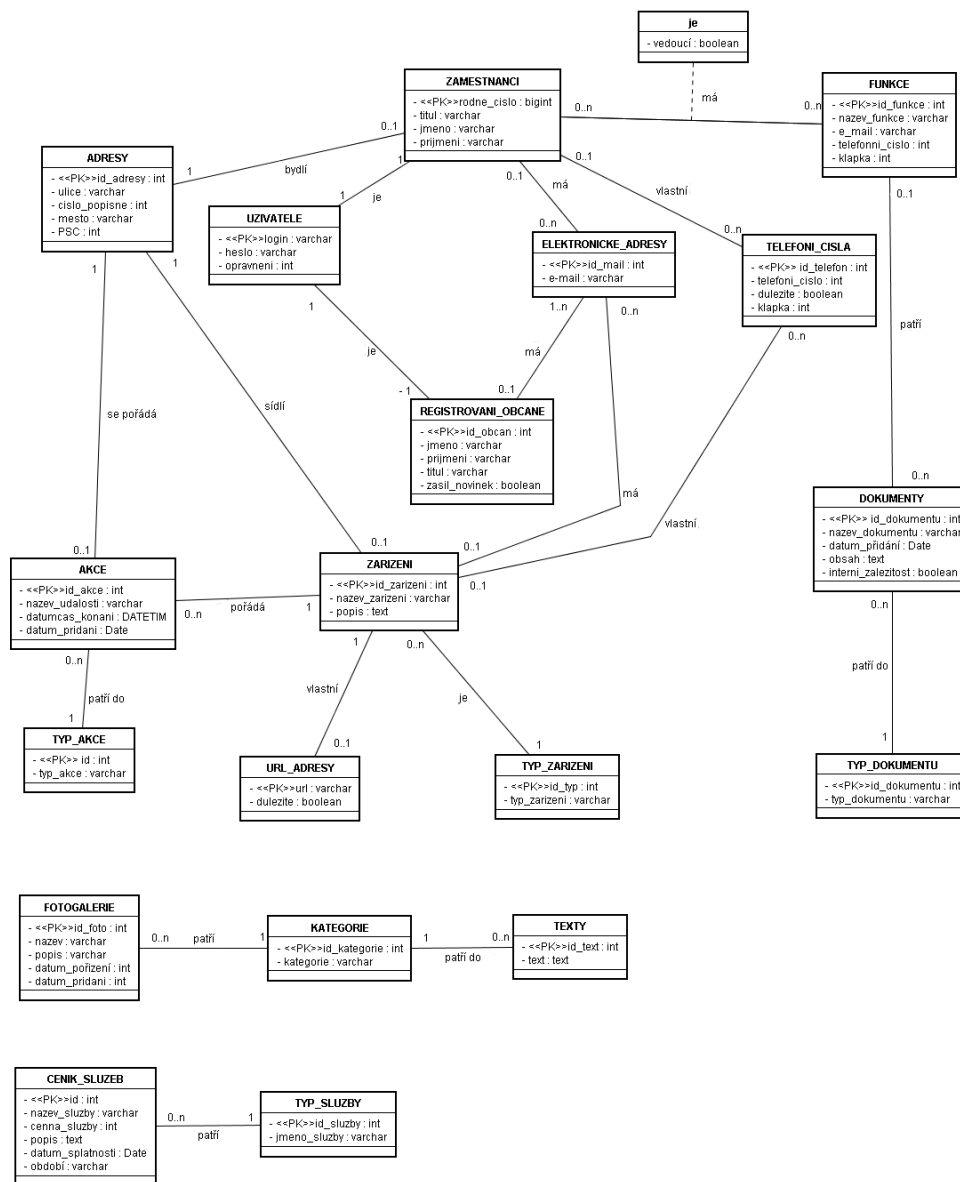 je
- vedoucí : boolean
ZAMESTNANCI
- <<PK>>rodne_cislo : bigint
- titul : varchar
- jmeno : varchar
- prijmeni : varchar
0..n
má
0..n
FUNKCE
- <<PK>>id_funkce : int
- nazev_funkce : varchar
- e_mail : varchar
- telefonni_cislo : int
- klapka : int
0..1
bydlí
1
ADRESY
- <<PK>>id_adresy : int
- ulice : varchar
- cislo_popisne : int
- mesto : varchar
- PSC : int
1
je
1
UZIVATELE
- <<PK>>login : varchar
- heslo : varchar
- opravneni : int
0..1
má
0..n
ELEKTRONICKE_ADRESY
- <<PK>>id_mail : int
- e-mail : varchar
0..1
vlastní
0..n
TELEFONI_CISLA
- <<PK>> id_telefon : int
- telefoni_cislo : int
- dulezite : boolean
- klapka : int
0..1
patří
0..n
1
1
1
je
- 1
1..n
má
0..1
0..n
0..n
REGISTROVANI_OBCANE
- <<PK>>id_obcan : int
- jmeno : varchar
- prijmeni : varchar
- titul : varchar
- zasil_novinek : boolean
se pořádá
sídlí
má
vlastní
DOKUMENTY
- <<PK>> id_dokumentu : int
- nazev_dokumentu : varchar
- datum_přidání : Date
- obsah : text
- interni_zalezitost : boolean
0..1
0..1
0..1
0..1
AKCE
- <<PK>>id_akce : int
- nazev_udalosti : varchar
- datumcas_konani : DATETIM
- datum_pridani : Date
0..n
pořádá
1
ZARIZENI
- <<PK>>id_zarizeni : int
- nazev_zarizeni : varchar
- popis : text
0..n
patří do
1
TYP_AKCE
- <<PK>> id : int
- typ_akce : varchar
1
vlastní
0..1
URL_ADRESY
- <<PK>>url : varchar
- dulezite : boolean
0..n
je
1
TYP_ZARIZENI
- <<PK>>id_typ : int
- typ_zarizeni : varchar
0..n
patří do
1
TYP_DOKUMENTU
- <<PK>>id_dokumentu : int
- typ_dokumentu : varchar
FOTOGALERIE
- <<PK>>id_foto : int
- nazev : varchar
- popis : varchar
- datum_pořizení : int
- datum_pridani : int
0..n
patří
1
KATEGORIE
- <<PK>>id_kategorie : int
- kategorie : varchar
1
patří do
0..n
TEXTY
- <<PK>>id_text : int
- text : text
CENIK_SLUZEB
- <<PK>>id : int
- nazev_sluzby : varchar
- cenna_sluzby : int
- popis : text
- datum_splatnosti : Date
- období : varchar
0..n
patří
1
TYP_SLUZBY
- <<PK>>id_sluzby : int
- jmeno_sluzby : varchar